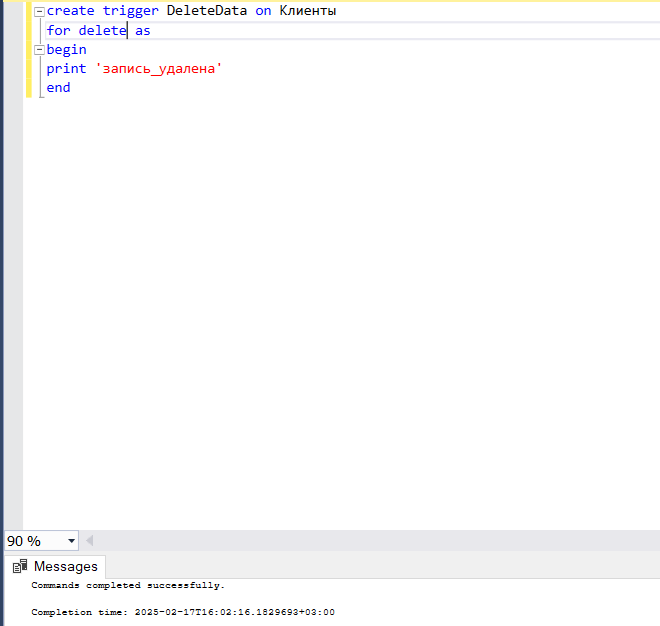 create trigger DeleteData on Клиенты
for delete as
begin
print 'запись_удалена'
end
90 %
Messages
Commands completed successfully.
Completion time: 2025-02-17T16:02:16.1829693+03:00